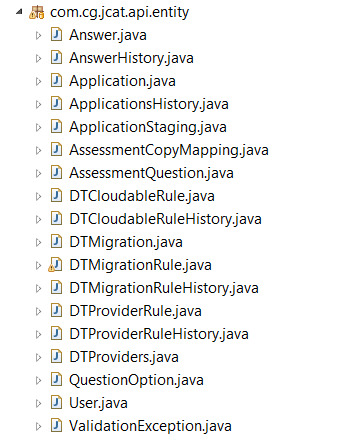 com.cg.jcat.api.entity
Answer.java
AnswerHistory.java
Application.java
ApplicationsHistory.java
ApplicationStaging.java
AssessmentCopyMapping.java
AssessmentQuestion.java
DTCloudableRule.java
DTCloudableRuleHistory.java
DTMigration.java
DTMigrationRule.java
DTMigrationRuleHistory.java
DTProviderRule.java
DTProviderRuleHistory.java
DTProviders.java
QuestionOption.java
User.java
ValidationException.java